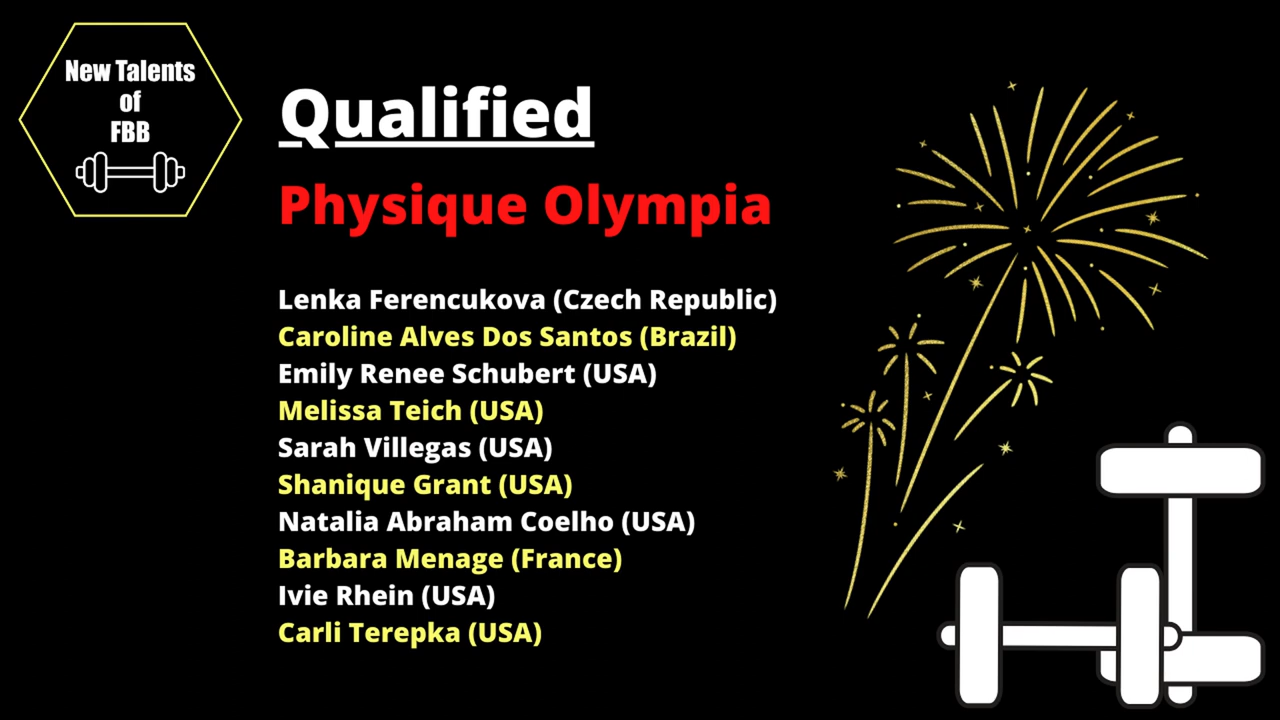 New Talents
of
FBB
Qualified
Physique Olympia
Lenka Ferencukova (Czech Republic)
Caroline Alves Dos Santos (Brazil)
Emily Renee Schubert (USA)
Melissa Teich (USA)
Sarah Villegas (USA)
Shanique Grant (USA)
Natalia Abraham Coelho (USA)
Barbara Menage (France)
Ivie Rhein (USA)
Carli Terepka (USA)